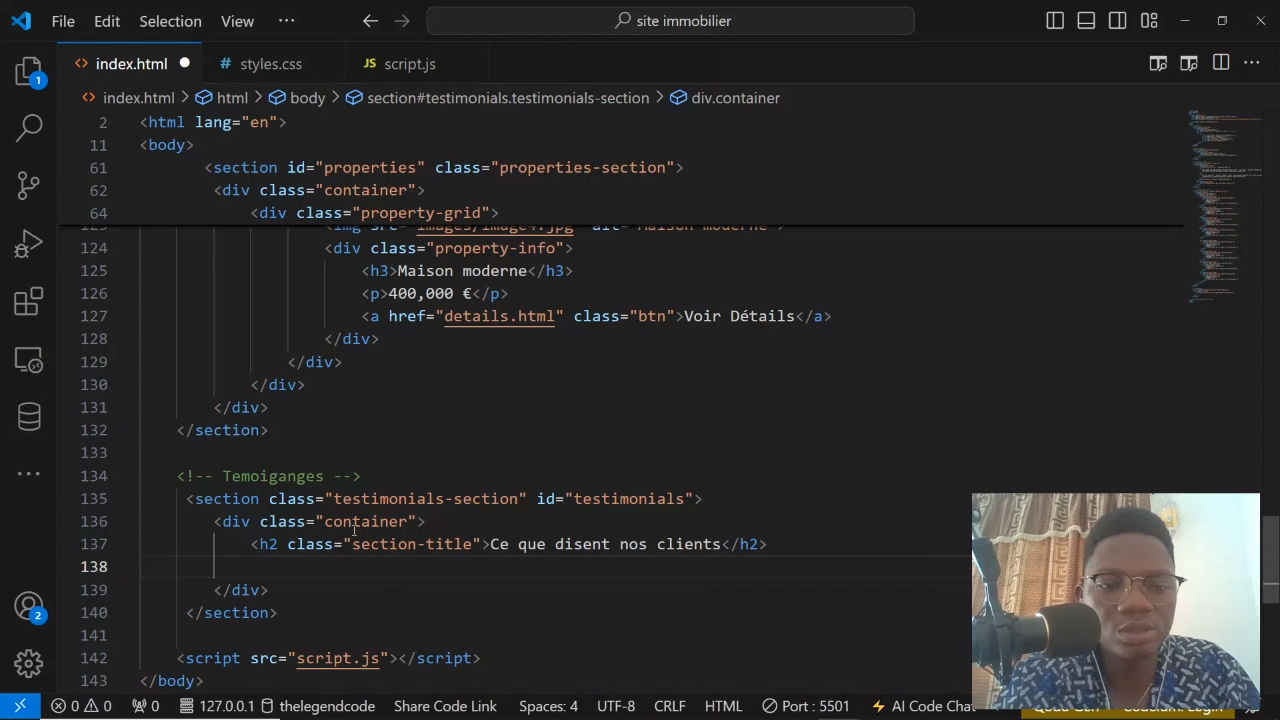 File Edit Selection View ··· site immobilier
index.html styles.css JS script.js
index.html > html > body > section#testimonials.testimonials-section > div.container
2 <html lang="en">
11 <body>
61 <section id="properties" class="properties-section">
62 <div class="container">
64 <div class="property-grid">
124 <div class="property-info">
125 <h3>Maison moderne</h3>
126 <p>400,000 €</p>
127 <a href="details.html" class="btn">Voir Détails</a>
128 </div>
129 </div>
130 </div>
131 </div>
132 </section>
133
134 <!-- Temoiganges -->
135 <section class="testimonials-section" id="testimonials">
136 <div class="container">
137 <h2 class="section-title">Ce que disent nos clients</h2>
138
139 </div>
140 </section>
141
142 <script src="script.js"></script>
143 </body>
1
2
0 0 0 127.0.0.1 thelegendcode Share Code Link Spaces: 4 UTF-8 CRLF HTML Port : 5501 AI Code Chat